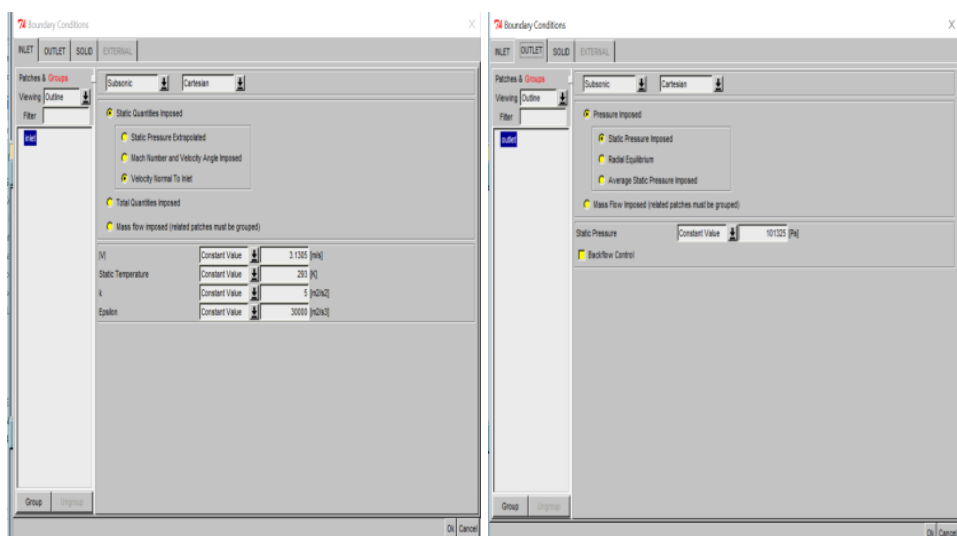 Boundary Conditions
X
INLET OUTLET SOLID EXTERNAL
Patches & Groups
Viewing Outline
Filter
inlet
Subsonic Cartesian
Static Quantities Imposed
Static Pressure Extrapolated
Mach Number and Velocity Angle Imposed
Velocity Normal To Inlet
Total Quantities Imposed
Mass flow imposed (related patches must be grouped)
|V| Constant Value 3.1305 [m/s]
Static Temperature Constant Value 293 [K]
k Constant Value 5 [m2/s2]
Epsilon Constant Value 30000 [m2/s3]
Group Ungroup
Ok Cancel
Boundary Conditions
X
INLET OUTLET SOLID EXTERNAL
Patches & Groups
Viewing Outline
Filter
outlet
Subsonic Cartesian
Pressure Imposed
Static Pressure Imposed
Radial Equilibrium
Average Static Pressure Imposed
Mass Flow Imposed (related patches must be grouped)
Static Pressure Constant Value 101325 [Pa]
Backflow Control
Group Ungroup
Ok Cancel